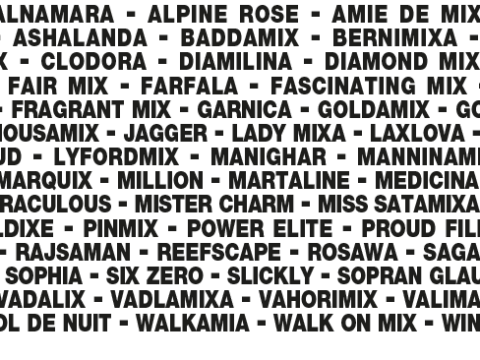 ALNAMARA - ALPINE ROSE - AMIE DE MIX
ASHALANDA - BADDAMIX - BERNIMIXA -
X - CLODORA - DIAMILINA - DIAMOND MIX
FAIR MIX - FARFALA - FASCINATING MIX -
- FRAGRANT MIX - GARNICA - GOLDAMIX - GO
HOUSAMIX - JAGGER - LADY MIXA - LAXLOVA -
UD - LYFORDMIX - MANIGHAR - MANNINAMI
MARQUIX - MILLION - MARTALINE - MEDICINA
RACULOUS - MISTER CHARM - MISS SATAMIXA
LDIXE - PINMIX - POWER ELITE - PROUD FILL
- RAJSAMAN - REEFSCAPE - ROSAWA - SAGA
SOPHIA - SIX ZERO - SLICKLY - SOPRAN GLAU
VADALIX - VADLAMIXA - VAHORIMIX - VALIMA
OL DE NUIT - WALKAMIA - WALK ON MIX - WIN